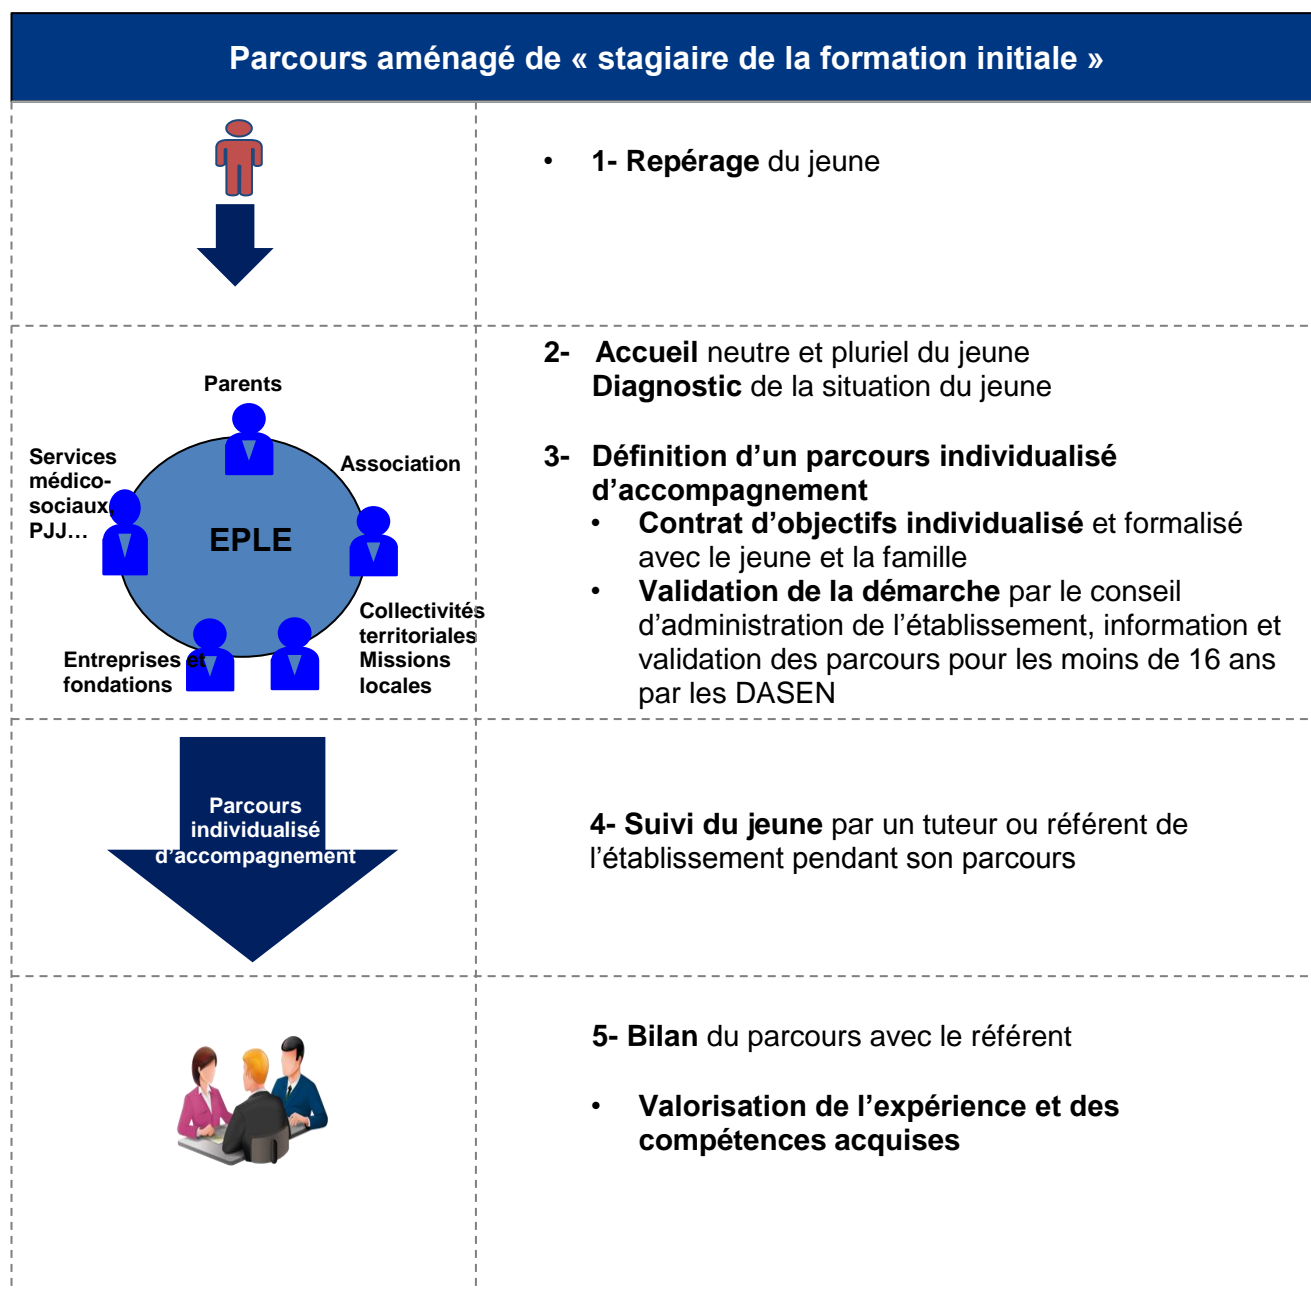 Parcours aménagé de « stagiaire de la formation initiale »
• 1- Repérage du jeune
Parents
Services
médico-
sociaux,
PJJ…
Association
EPLE
Collectivités
territoriales
Missions
locales
Entreprises et
fondations
2- Accueil neutre et pluriel du jeune
Diagnostic de la situation du jeune
3- Définition d’un parcours individualisé
d’accompagnement
• Contrat d’objectifs individualisé et formalisé
avec le jeune et la famille
• Validation de la démarche par le conseil
d’administration de l’établissement, information et
validation des parcours pour les moins de 16 ans
par les DASEN
Parcours
individualisé
d’accompagnement
4- Suivi du jeune par un tuteur ou référent de
l’établissement pendant son parcours
5- Bilan du parcours avec le référent
• Valorisation de l’expérience et des
compétences acquises